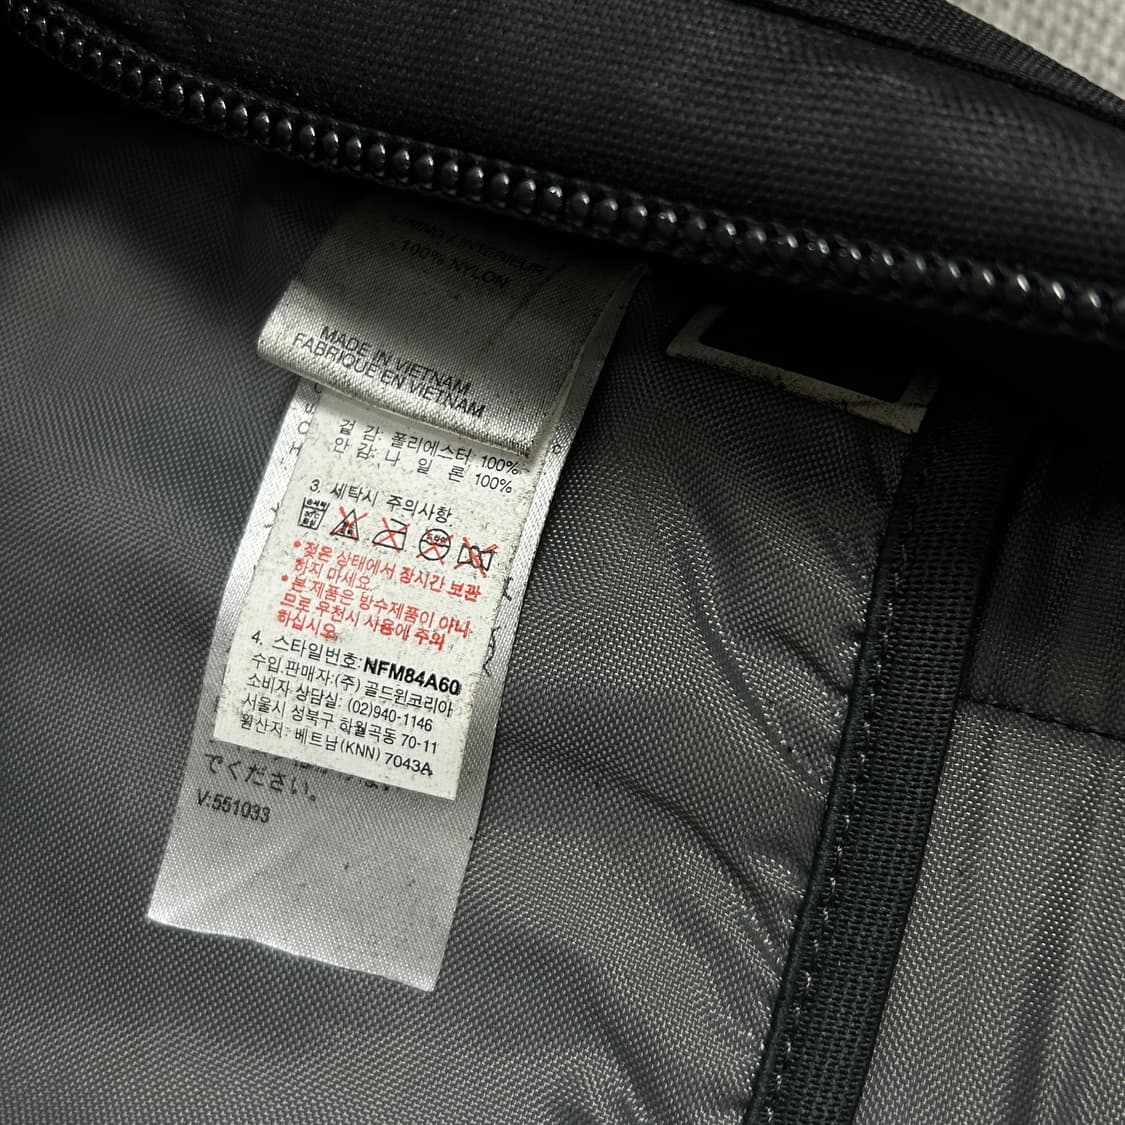 100% NYLON
MADE IN VIETNAM
FABRIQUE EN VIETNAM
겉 감: 폴리에스터 100%
안 감: 나 일 론 100%
3. 세탁시 주의사항.
*젖은 상태에서 장시간 보관
하지 마세요.
*본 제품은 방수제품이 아니
므로 우천시 사용에 주의
하십시오.
4. 스타일번호: NFM84A60
수입.판매자:(주) 골드윈코리아
소비자 상담실: (02)940-1146
서울시 성북구 하월곡동 70-11
원산지: 베트남(KNN) 7043A
でください。
V:551033